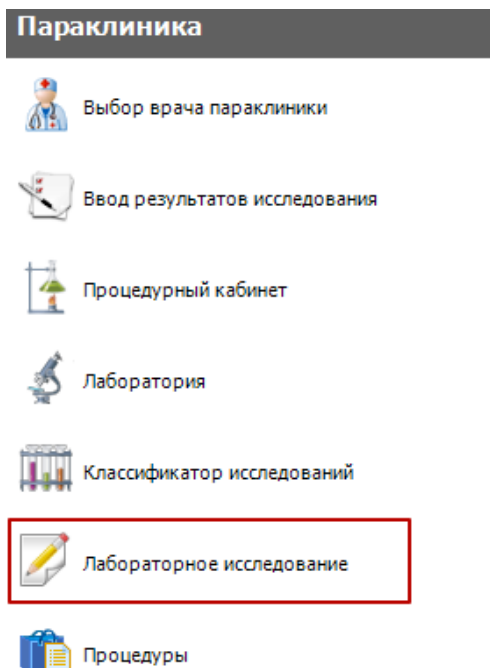 Параклиника
Выбор врача параклиники
Ввод результатов исследования
Процедурный кабинет
Лаборатория
Классификатор исследований
Лабораторное исследование
Процедуры